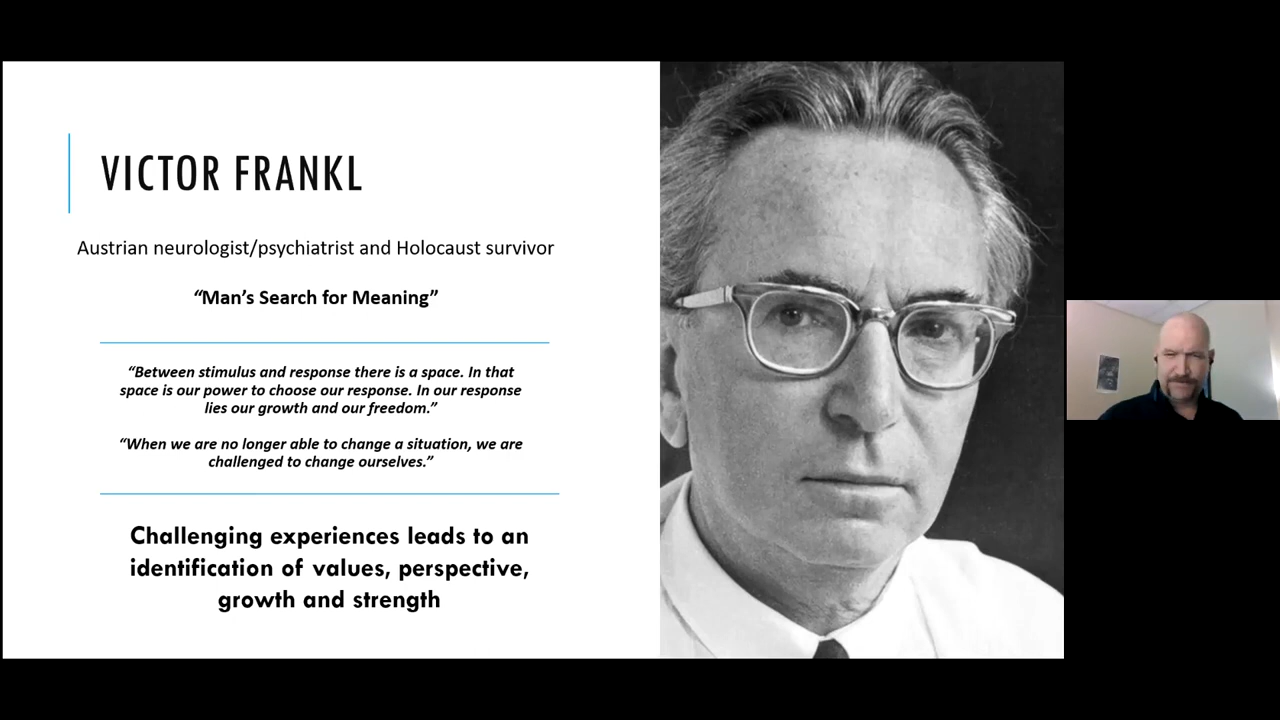 VICTOR FRANKL
Austrian neurologist/psychiatrist and Holocaust survivor
“Man’s Search for Meaning”
“Between stimulus and response there is a space. In that
space is our power to choose our response. In our response
lies our growth and our freedom.”
“When we are no longer able to change a situation, we are
challenged to change ourselves.”
Challenging experiences leads to an
identification of values, perspective,
growth and strength